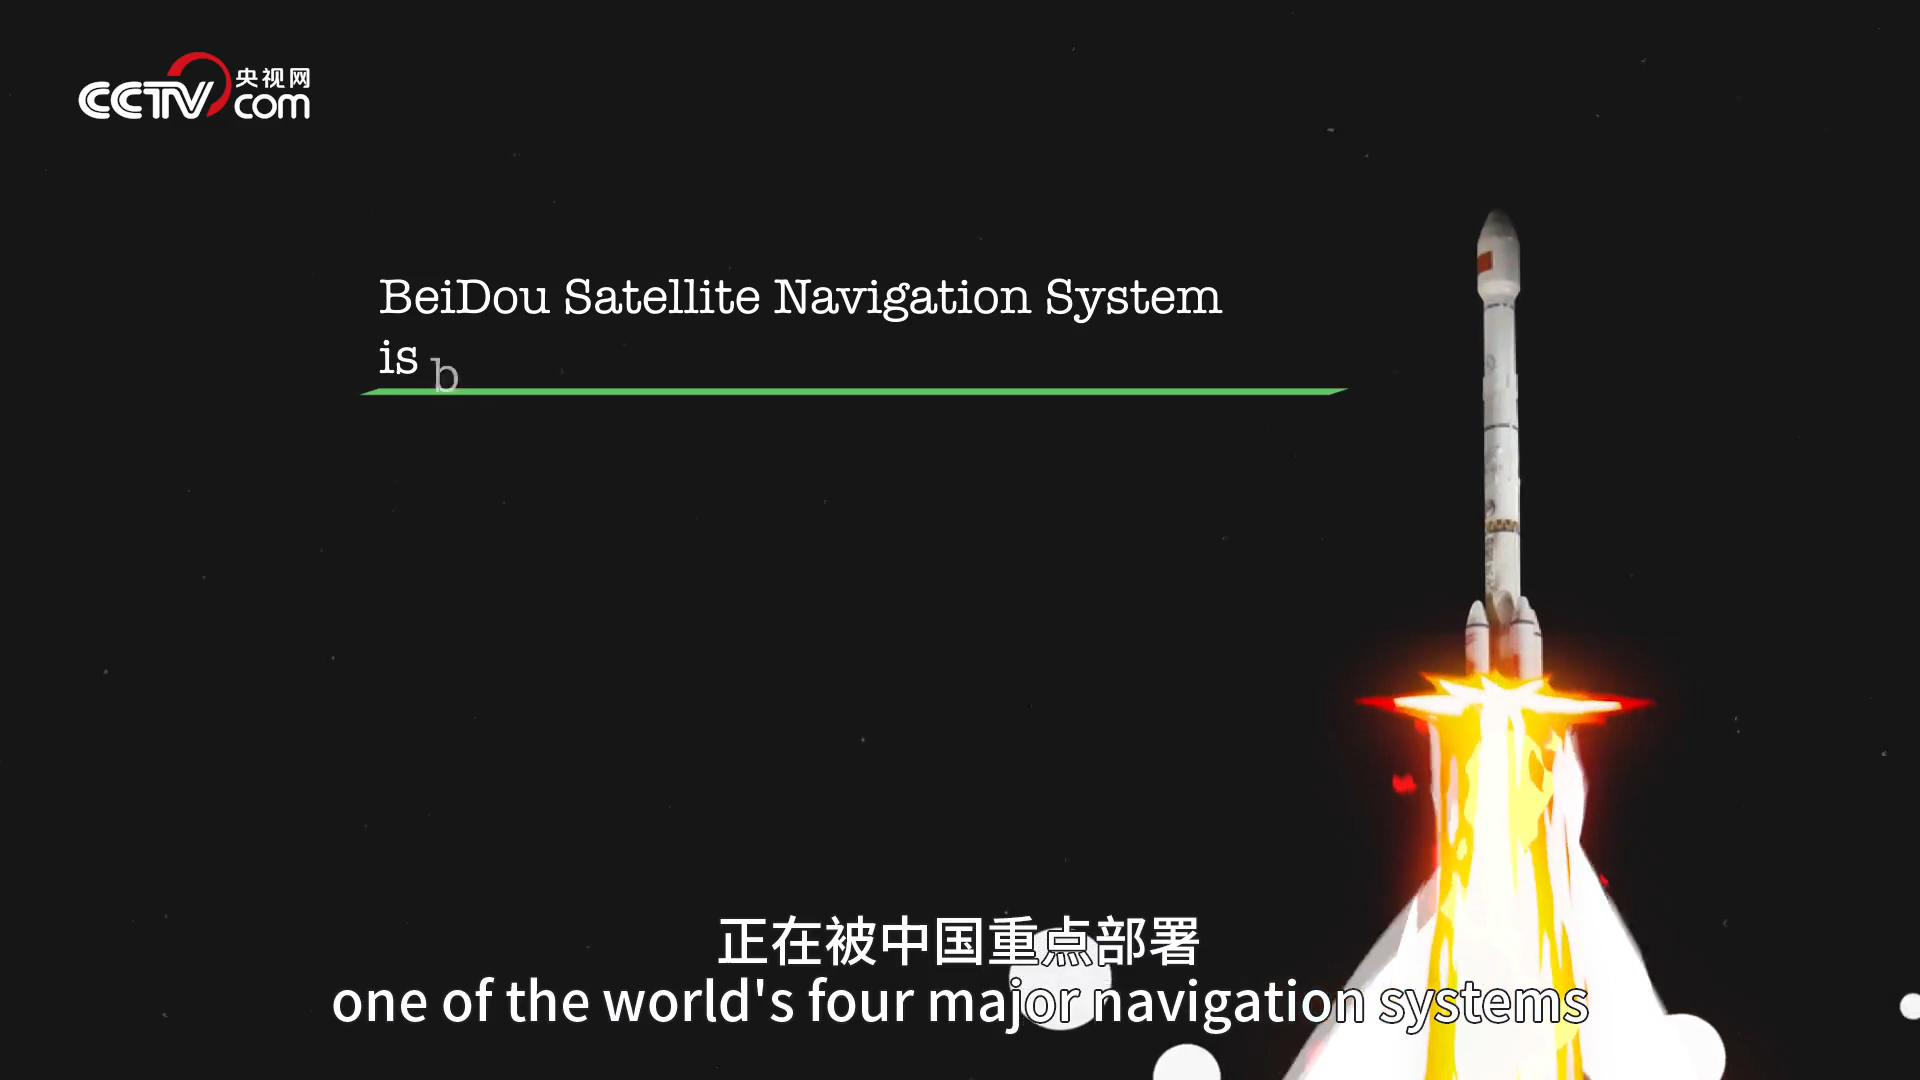 CCTV 央视网
com
BeiDou Satellite Navigation System
is b
正在被中国重点部署
one of the world's four major navigation systems